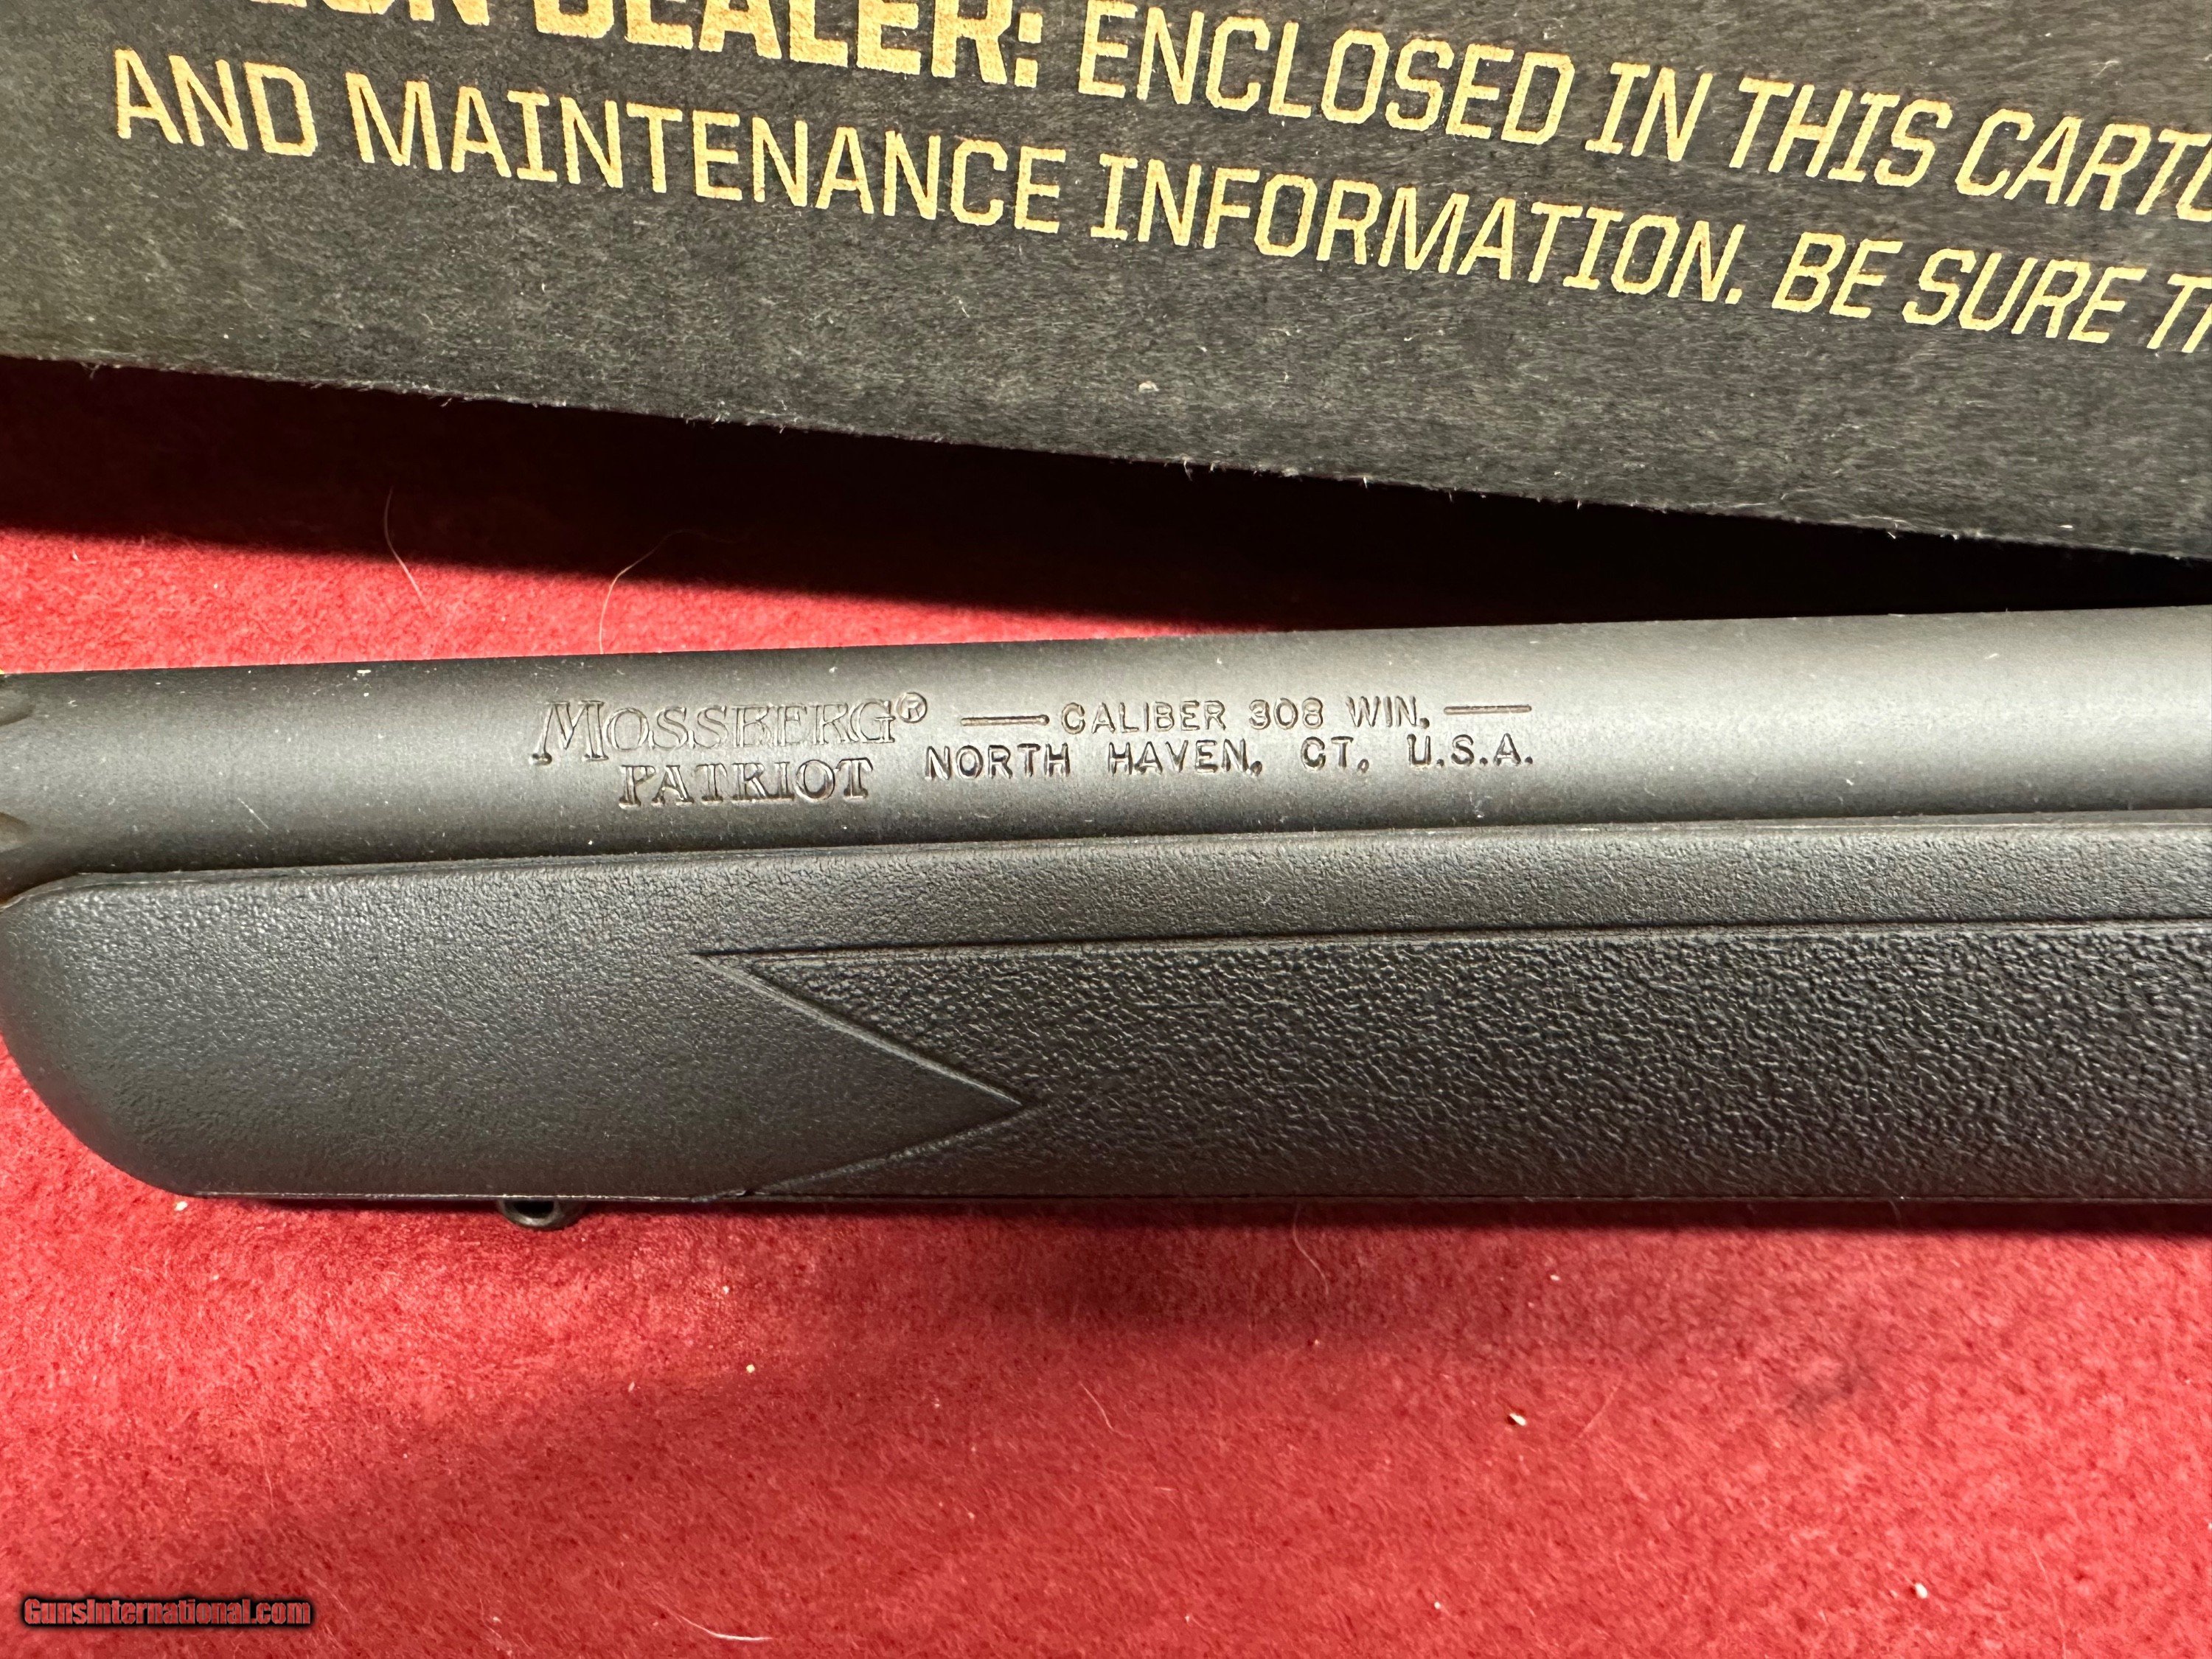 DEALER: ENCLOSED IN THIS
AND MAINTENANCE INFORMATION. BE SURE
MOSSBERG® — CALIBER 308 WIN. —
PATRIOT NORTH HAVEN, CT, U.S.A.
GunsInternational.com